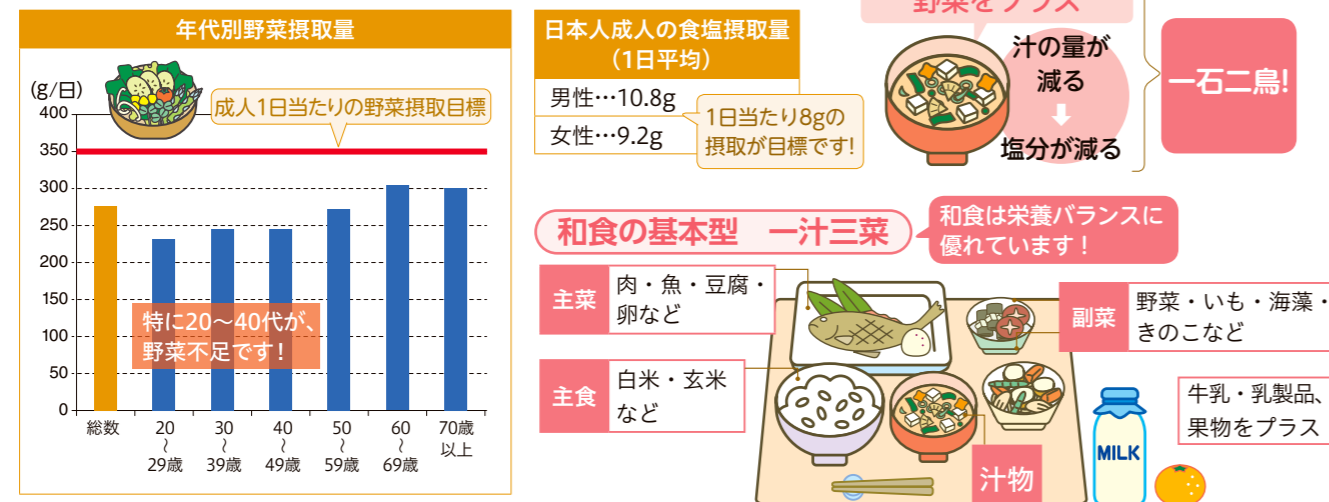 年代別野菜摂取量
(g/日)
400
350
300
250
200
150
100
50
0
成人1日当たりの野菜摂取目標
特に20〜40代が、
野菜不足です!
総数
20
〜
29歳
30
〜
39歳
40
〜
49歳
50
〜
59歳
60
〜
69歳
70歳
以上
日本人成人の食塩摂取量
(1日平均)
男性…10.8g
女性…9.2g
1日当たり8gの
摂取が目標です!
野菜をプラス
汁の量が
減る
塩分が減る
一石二鳥!
和食の基本型 一汁三菜
和食は栄養バランスに
優れています!
主菜
肉・魚・豆腐・
卵など
主食
白米・玄米
など
汁物
副菜
野菜・いも・海藻・
きのこなど
牛乳・乳製品、
果物をプラス
MILK